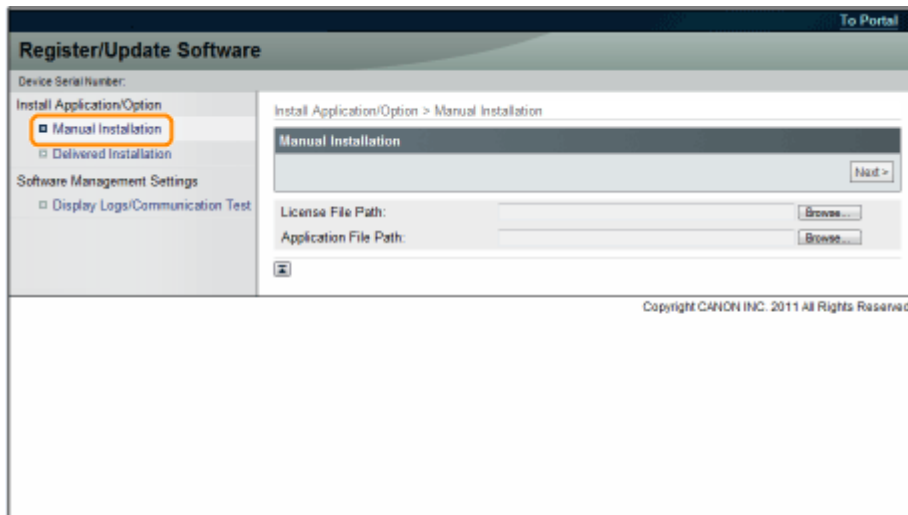 To Portal
Register/Update Software
Device Serial Number:
Install Application/Option
Manual Installation
Delivered Installation
Software Management Settings
Display Logs/Communication Test
Install Application/Option > Manual Installation
Manual Installation
Next >
License File Path:
Browse...
Application File Path:
Browse...
Copyright CANON INC. 2011 All Rights Reserved